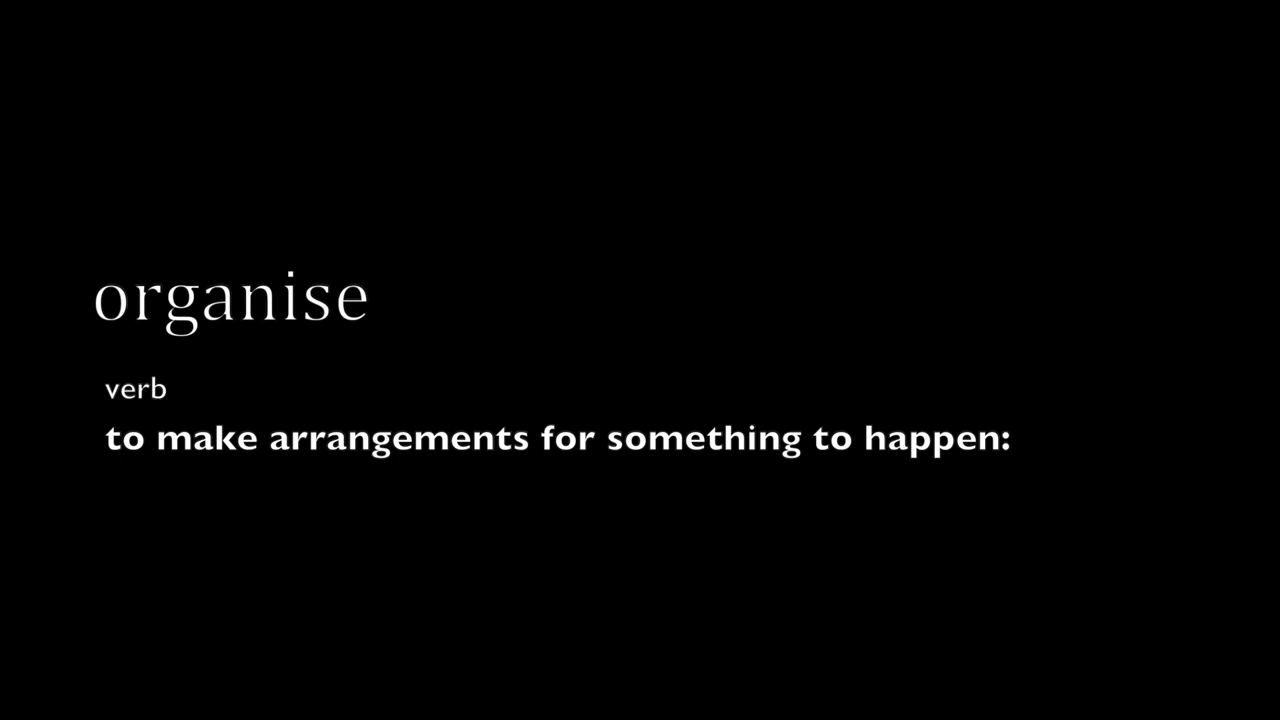 organise
verb
to make arrangements for something to happen: